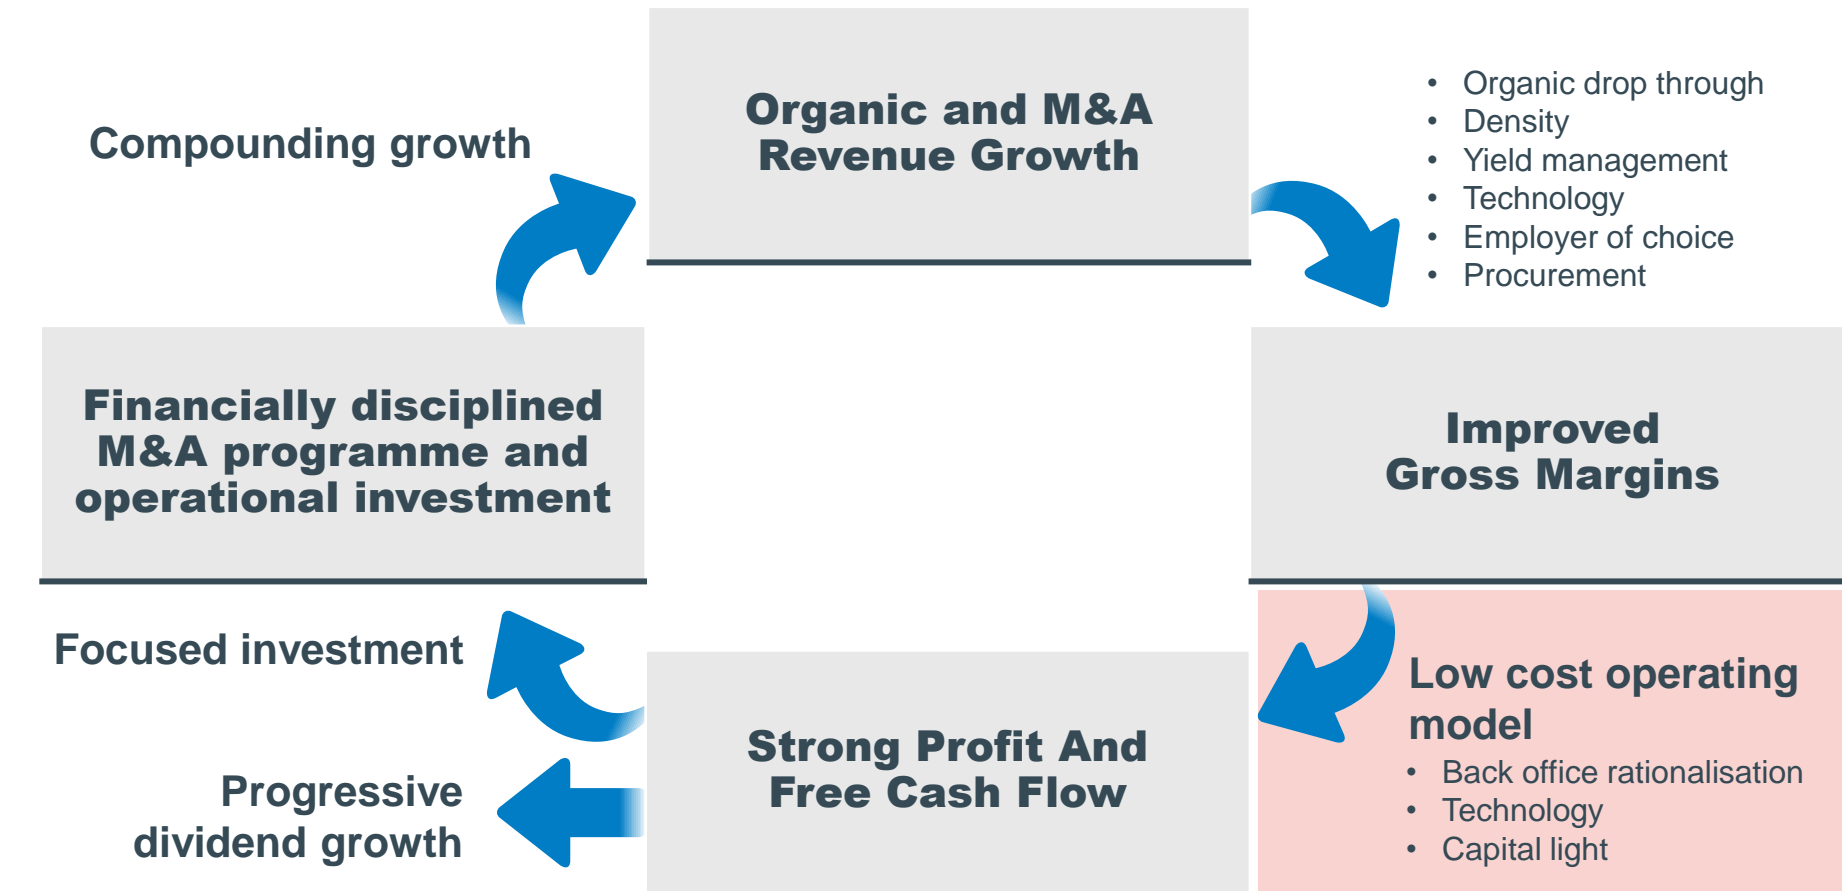 Compounding growth
Organic and M&A
Revenue Growth
• Organic drop through
• Density
• Yield management
• Technology
• Employer of choice
• Procurement
Financially disciplined
M&A programme and
operational investment
Improved
Gross Margins
Focused investment
Progressive
dividend growth
Strong Profit And
Free Cash Flow
Low cost operating
model
• Back office rationalisation
• Technology
• Capital light